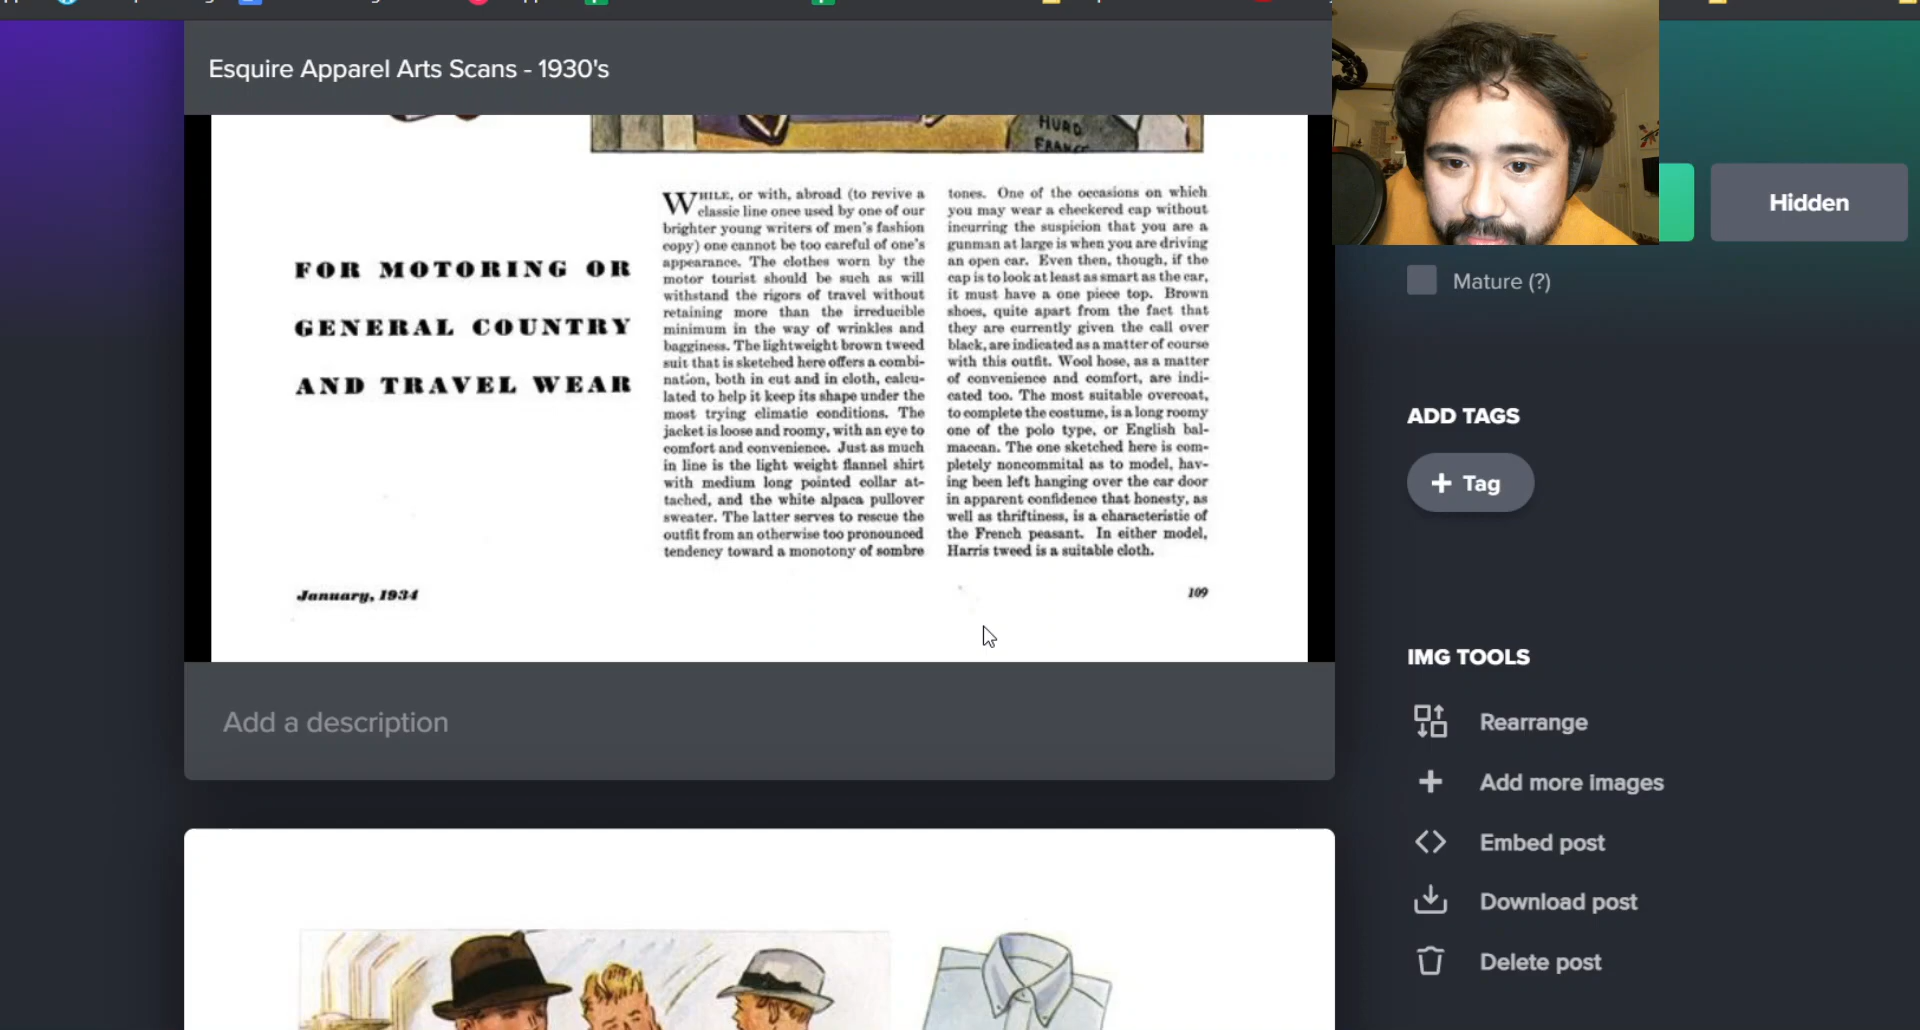 Esquire Apparel Arts Scans - 1930's
HURD
FRANCE
FOR MOTORING OR
GENERAL COUNTRY
AND TRAVEL WEAR
WHILE, or with, abroad (to revive a
classic line once used by one of our
brighter young writers of men's fashion
copy) one cannot be too careful of one's
appearance. The clothes worn by the
motor tourist should be such as will
withstand the rigors of travel without
retaining more than the irreducible
minimum in the way of wrinkles and
bagginess. The lightweight brown tweed
suit that is sketched here offers a combi-
nation, both in cut and in cloth, calcu-
lated to help it keep its shape under the
most trying climatic conditions. The
jacket is loose and roomy, with an eye to
comfort and convenience. Just as much
in line is the light weight flannel shirt
with medium long pointed collar at-
tached, and the white alpaca pullover
sweater. The latter serves to rescue the
outfit from an otherwise too pronounced
tendency toward a monotony of sombre
tones. One of the occasions on which
you may wear a checkered cap without
incurring the suspicion that you are a
gunman at large is when you are driving
an open car. Even then, though, if the
cap is to look at least as smart as the car,
it must have a one piece top. Brown
shoes, quite apart from the fact that
they are currently given the call over
black, are indicated as a matter of course
with this outfit. Wool hose, as a matter
of convenience and comfort, are indi-
cated too. The most suitable overcoat,
to complete the costume, is a long roomy
one of the polo type, or English bal-
maccan. The one sketched here is com-
pletely noncommital as to model, hav-
ing been left hanging over the car door
in apparent confidence that honesty, as
well as thriftiness, is a characteristic of
the French peasant. In either model,
Harris tweed is a suitable cloth.
January, 1934
109
Add a description
Hidden
Mature (?)
ADD TAGS
+ Tag
IMG TOOLS
Rearrange
Add more images
Embed post
Download post
Delete post